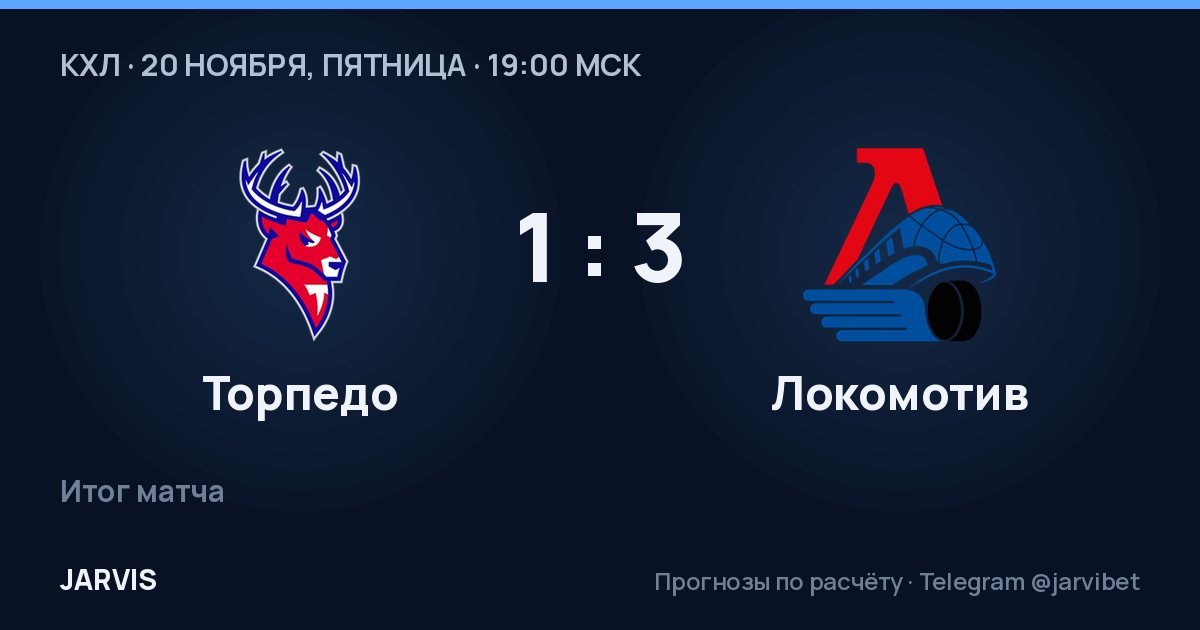 КХЛ · 20 НОЯБРЯ, ПЯТНИЦА · 19:00 МСК
1 : 3
Торпедо
Локомотив
Итог матча
JARVIS
Прогнозы по расчёту · Telegram @jarvibet